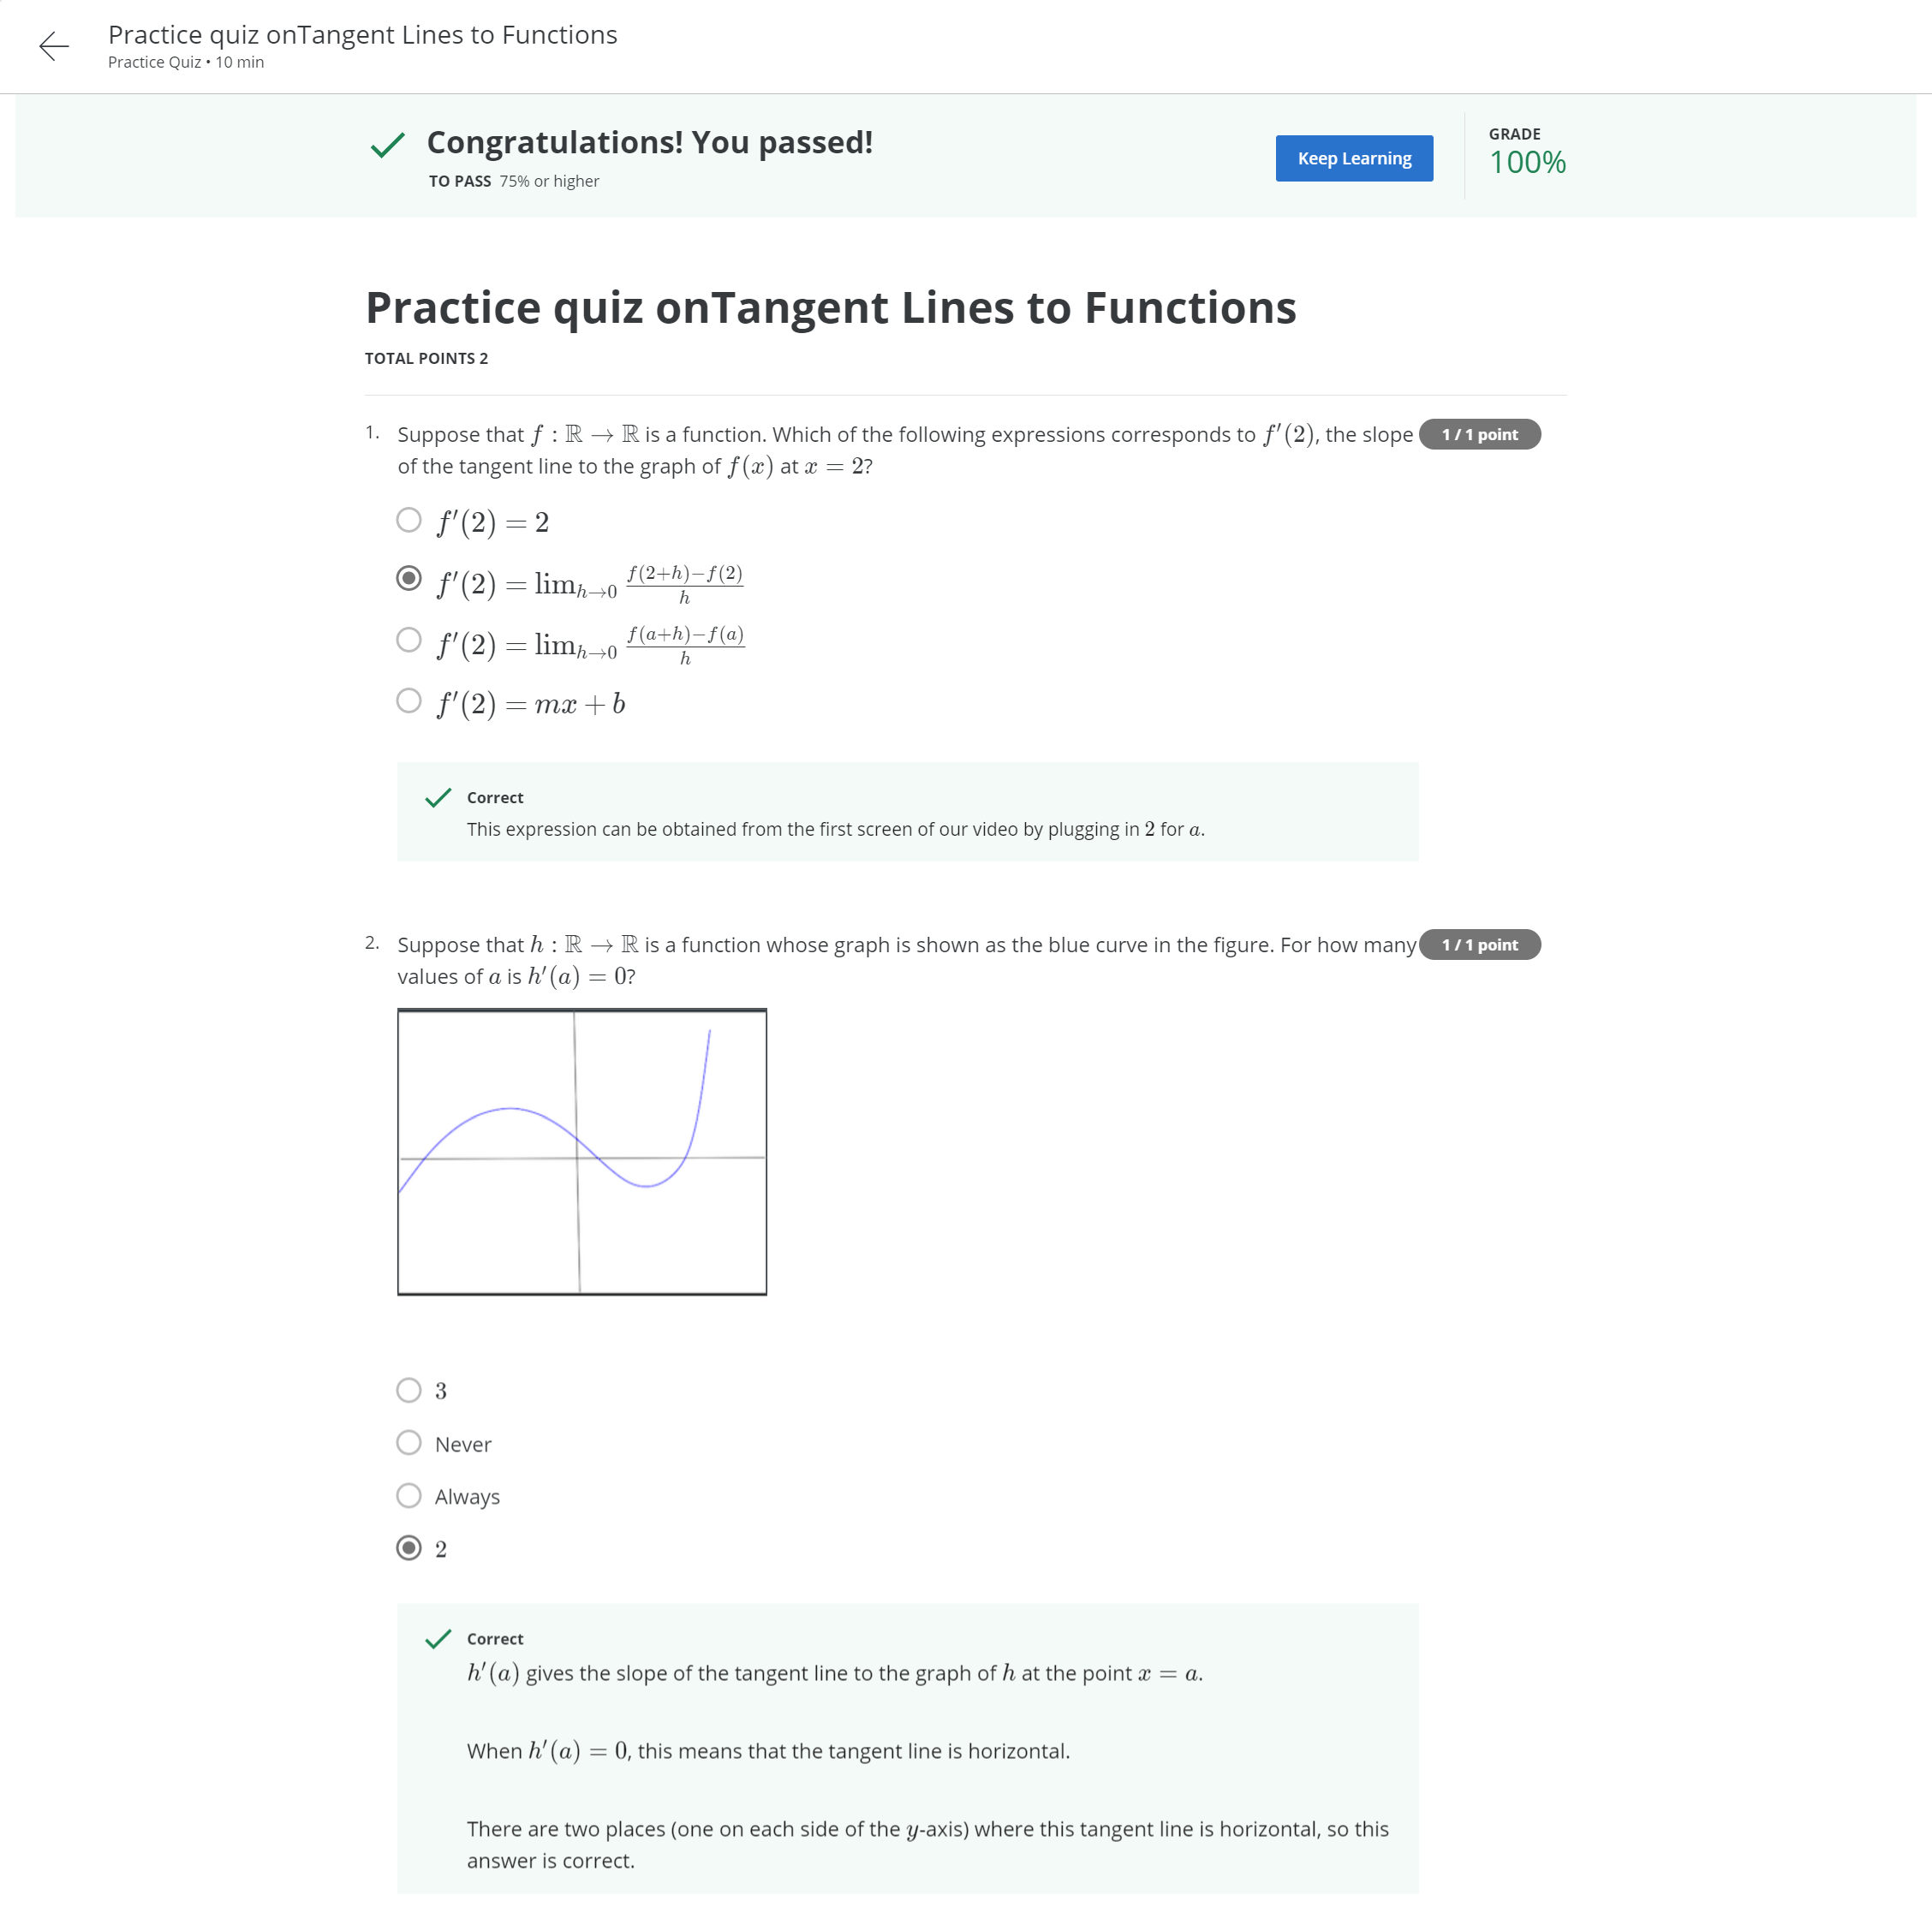 Practice quiz onTangent Lines to Functions
Practice Quiz • 10 min
Congratulations! You passed!
TO PASS 75% or higher
Keep Learning
GRADE
100%
Practice quiz onTangent Lines to Functions
TOTAL POINTS 2
1. Suppose that f : ℝ → ℝ is a function. Which of the following expressions corresponds to f′(2), the slope 1 / 1 point
of the tangent line to the graph of f(x) at x = 2?
f′(2) = 2
f′(2) = lim_{h→0} \frac{f(2+h)−f(2)}{h}
f′(2) = lim_{h→0} \frac{f(a+h)−f(a)}{h}
f′(2) = mx + b
Correct
This expression can be obtained from the first screen of our video by plugging in 2 for a.
2. Suppose that h : ℝ → ℝ is a function whose graph is shown as the blue curve in the figure. For how many 1 / 1 point
values of a is h′(a) = 0?
3
Never
Always
2
Correct
h′(a) gives the slope of the tangent line to the graph of h at the point x = a.
When h′(a) = 0, this means that the tangent line is horizontal.
There are two places (one on each side of the y-axis) where this tangent line is horizontal, so this
answer is correct.